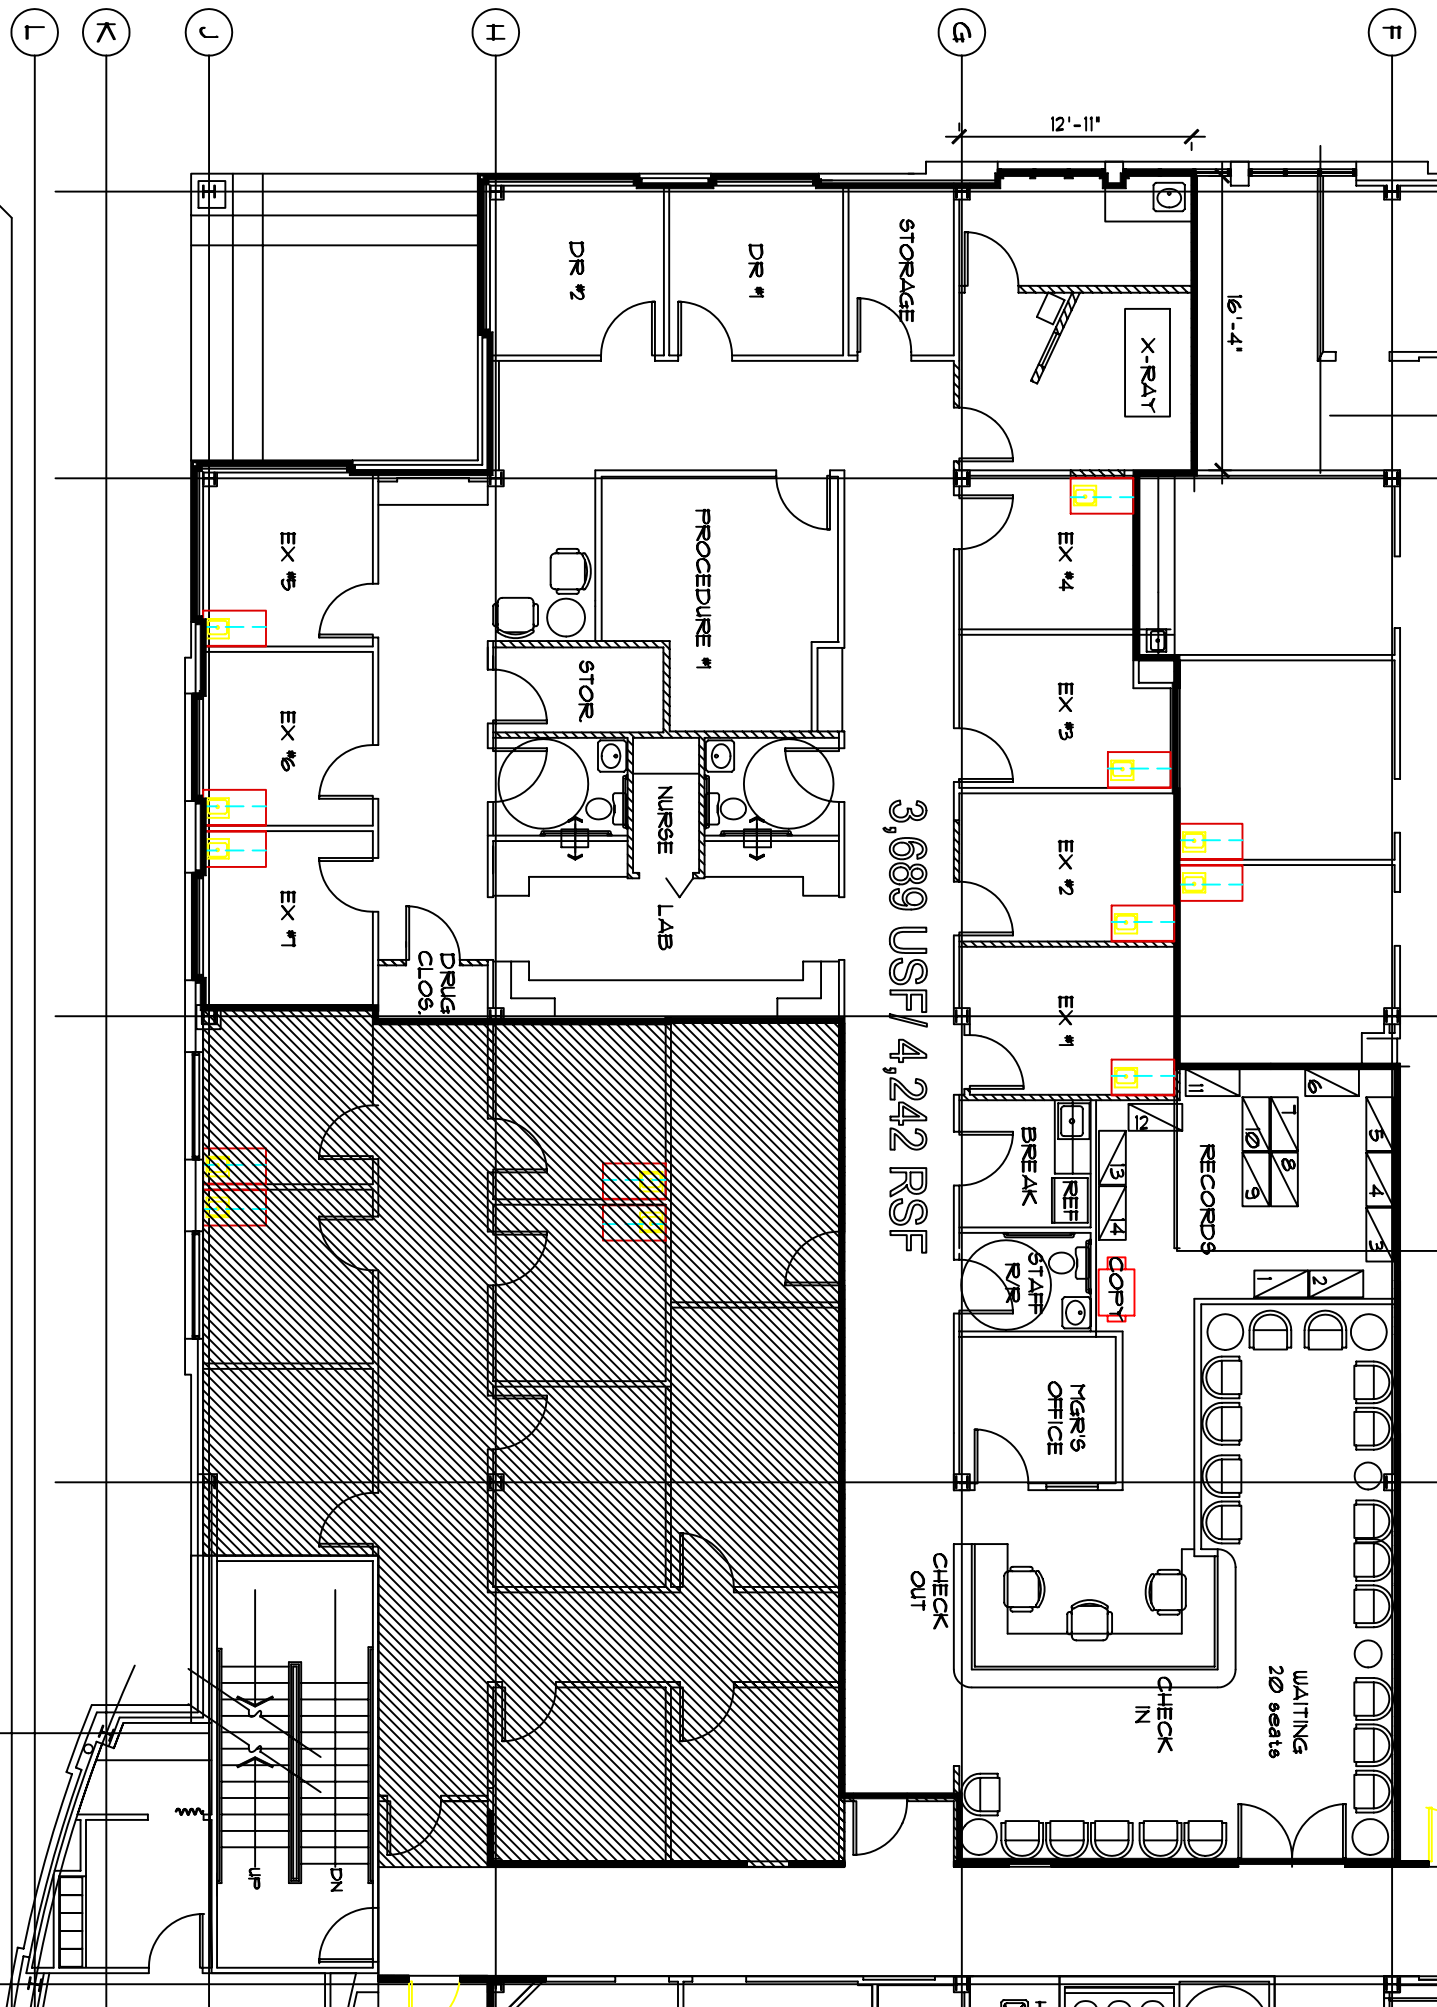 L
K
J
H
G
F
12'-11"
16'-4"
DR #2
DR #1
STORAGE
X-RAY
EX #5
PROCEDURE #1
EX #4
STOR.
EX #6
EX #3
NURSE
LAB
EX #2
EX #7
DRUG
CLOS.
3,689 USF/ 4,242 RSF
EX #1
BREAK
REF
RECORDS
11
6
7
10
8
9
5
4
3
12
13
14
1
2
STAFF
R/R
COPY
MGR'S
OFFICE
CHECK
OUT
CHECK
IN
WAITING
20 seats
UP
DN